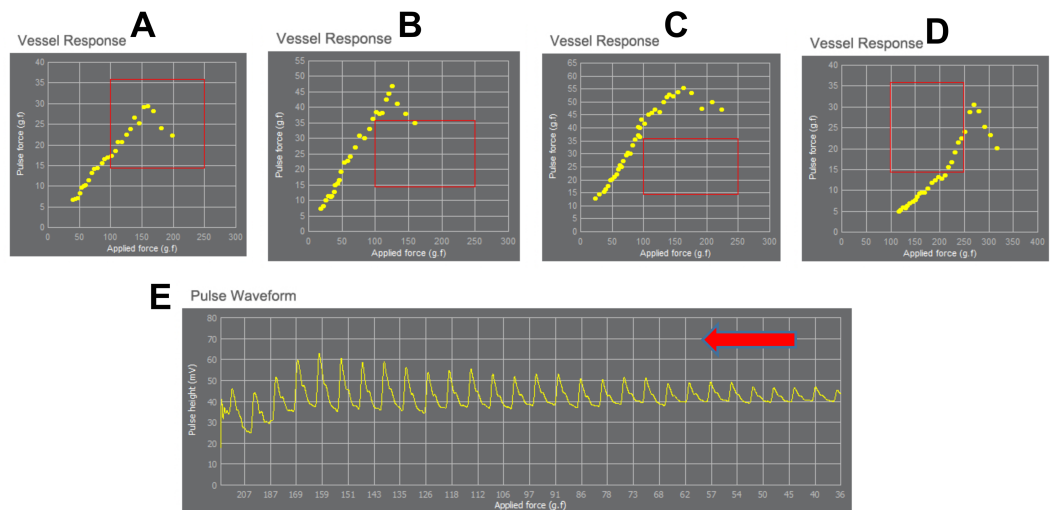 A
Vessel Response
Pulse force (g.f)
40
35
30
25
20
15
10
5
0
0 50 100 150 200 250 300
Applied force (g.f)
B
Vessel Response
Pulse force (g.f)
55
50
45
40
35
30
25
20
15
10
5
0
0 50 100 150 200 250 300
Applied force (g.f)
C
Vessel Response
Pulse force (g.f)
65
60
55
50
45
40
35
30
25
20
15
10
5
0
0 50 100 150 200 250 300
Applied force (g.f)
D
Vessel Response
Pulse force (g.f)
40
35
30
25
20
15
10
5
0
0 50 100 150 200 250 300 400
Applied force (g.f)
E
Pulse Waveform
Pulse height (mV)
80
70
60
50
40
30
20
10
0
207 187 169 159 151 143 135 126 118 112 106 97 91 86 78 73 68 62 57 54 50 45 40 36
Applied force (g.f)